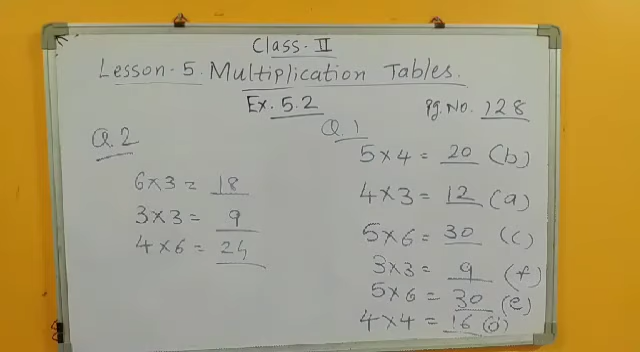 Class-II
Lesson-5. Multiplication Tables.
Ex. 5.2
Pg. No. 128
Q.2
6×3 = 18
3×3 = 9
4×6 = 24
Q.1
5×4 = 20 (b)
4×3 = 12 (a)
5×6 = 30 (c)
3×3 = 9 (f)
5×6 = 30 (e)
4×4 = 16 (d)